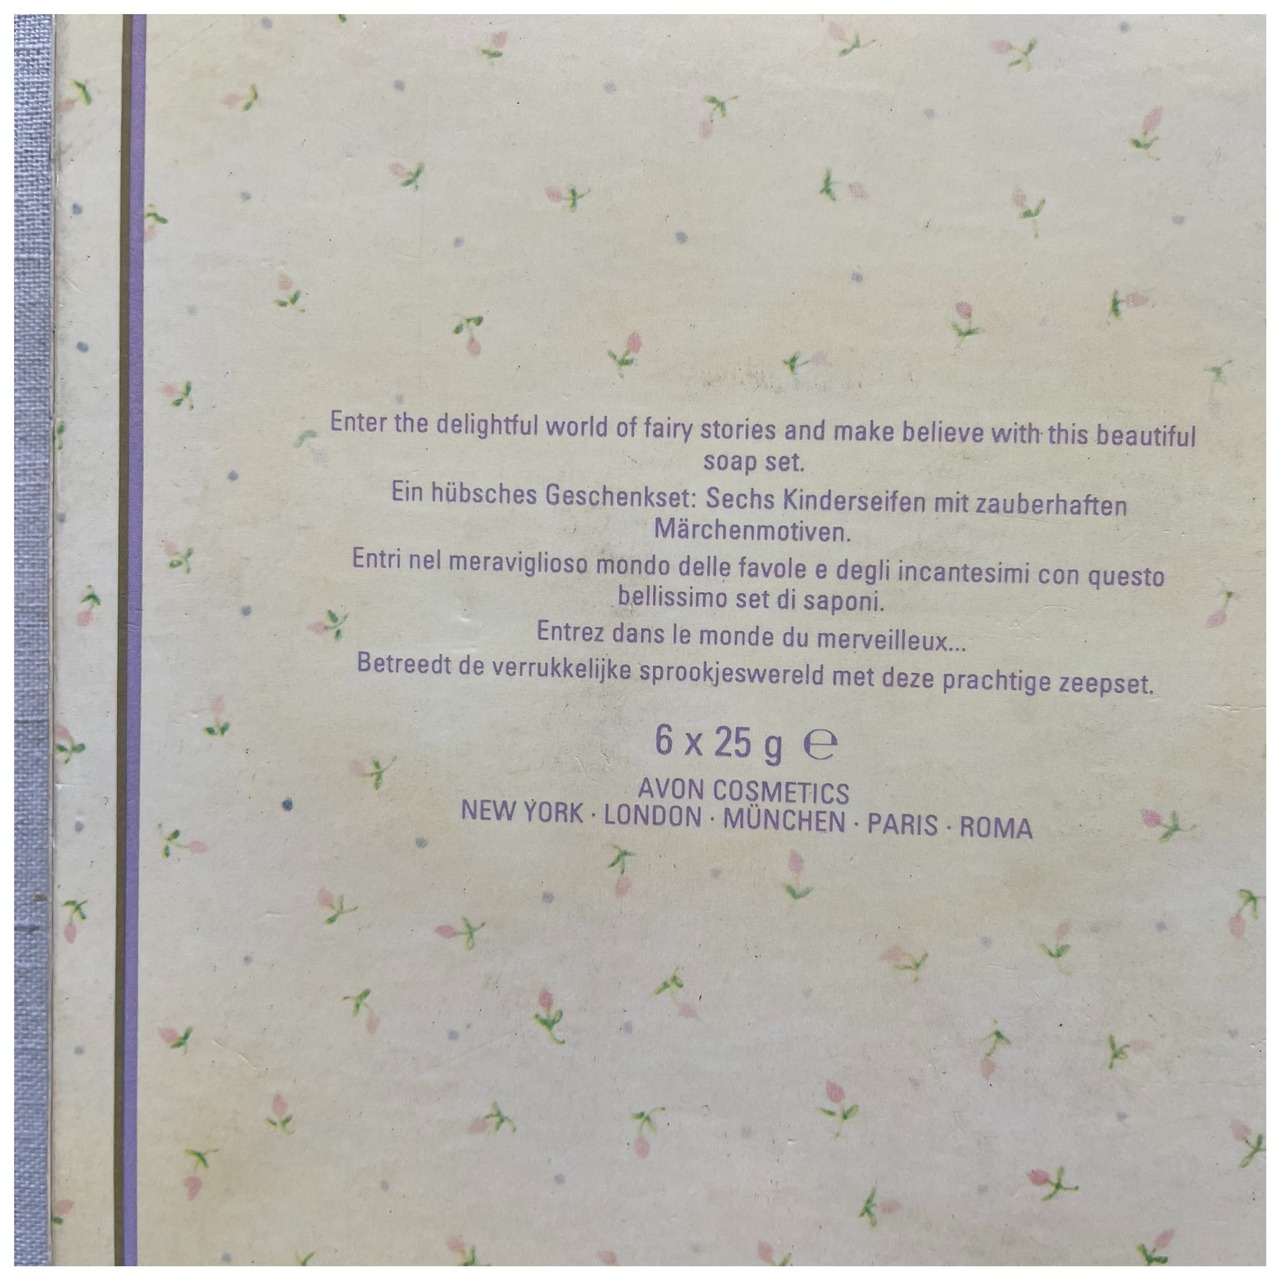 Enter the delightful world of fairy stories and make believe with this beautiful
soap set.
Ein hübsches Geschenkset: Sechs Kinderseifen mit zauberhaften
Märchenmotiven.
Entri nel meraviglioso mondo delle favole e degli incantesimi con questo
bellissimo set di saponi.
Entrez dans le monde du merveilleux...
Betreedt de verrukkelijke sprookjeswereld met deze prachtige zeepset.
6 x 25 g ℮
AVON COSMETICS
NEW YORK · LONDON · MÜNCHEN · PARIS · ROMA